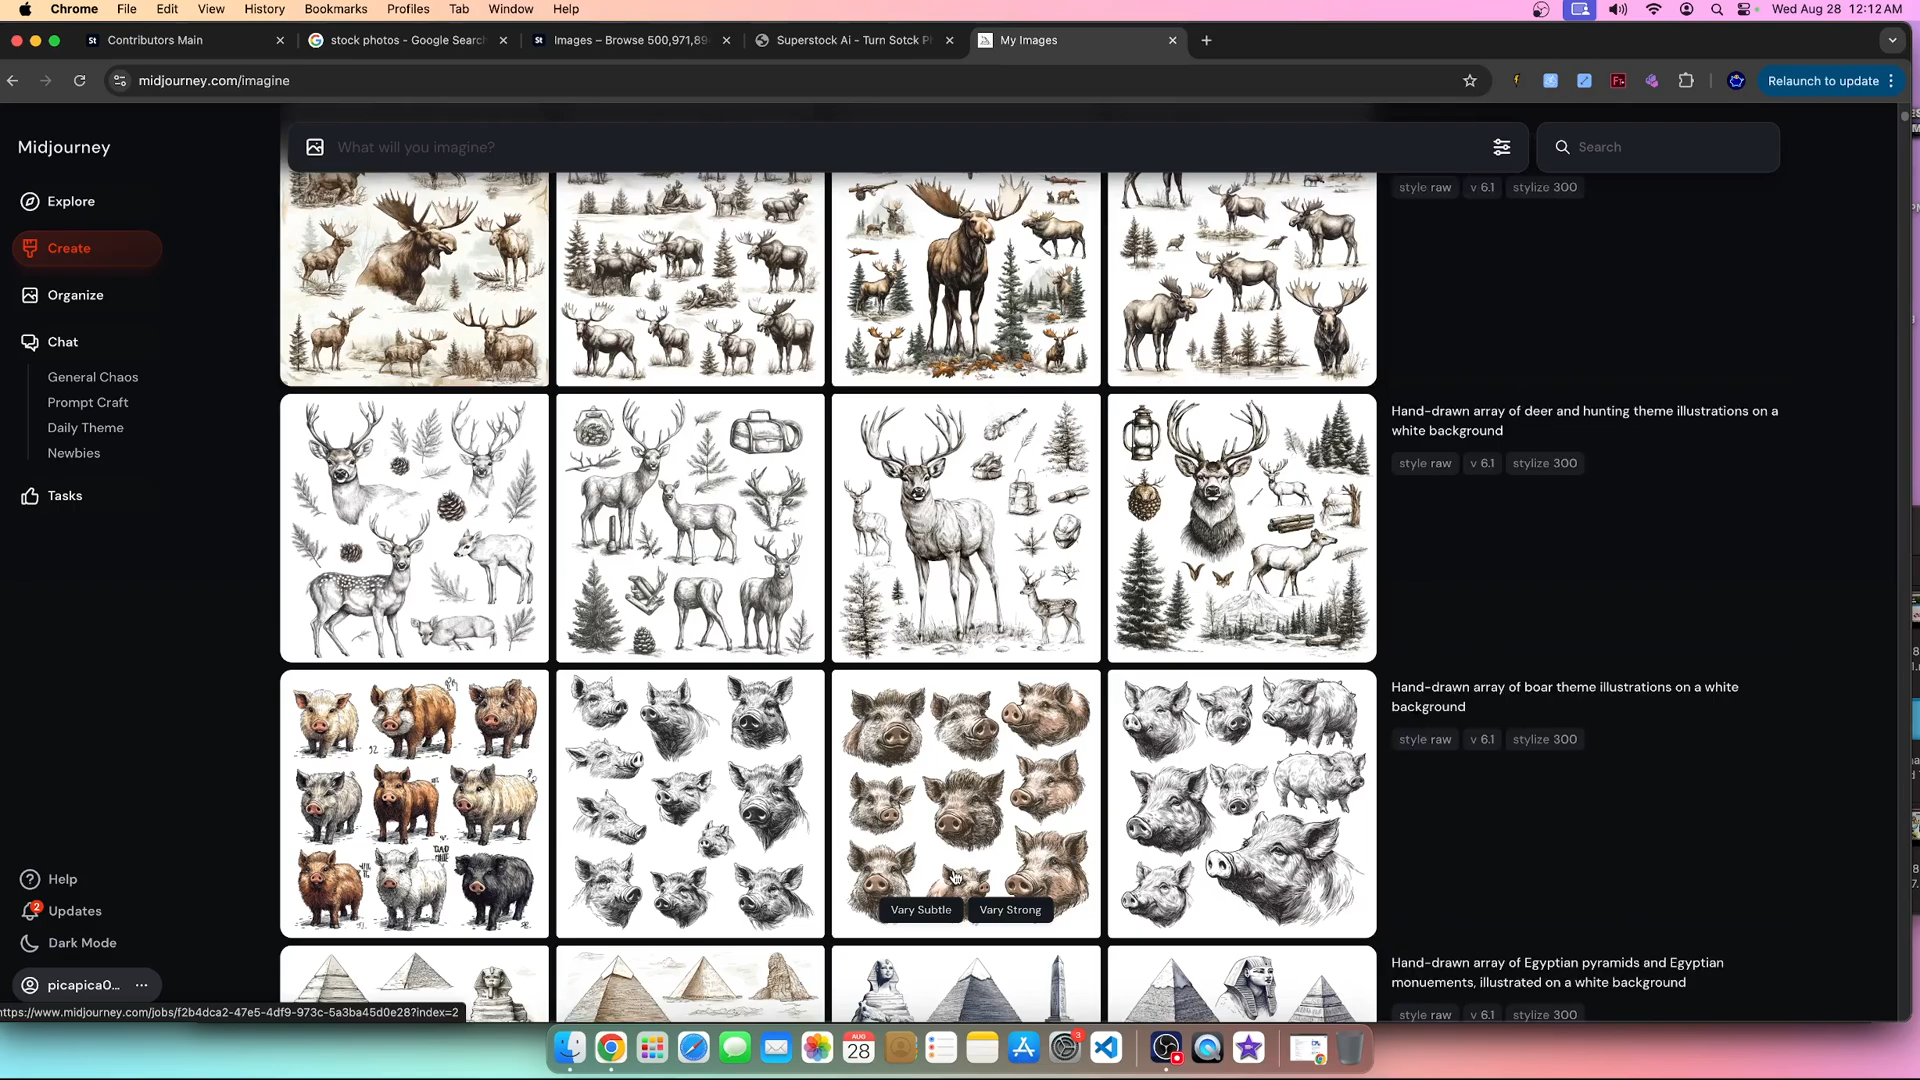 Chrome File Edit View History Bookmarks Profiles Tab Window Help
Wed Aug 28 12:12 AM
St Contributors Main
stock photos - Google Search
St Images – Browse 500,971,89
Superstock Ai - Turn Sotck P
My Images
midjourney.com/imagine
Relaunch to update
Midjourney
What will you imagine?
Search
Explore
Create
Organize
Chat
General Chaos
Prompt Craft
Daily Theme
Newbies
Tasks
style raw v 6.1 stylize 300
Hand-drawn array of deer and hunting theme illustrations on a
white background
style raw v 6.1 stylize 300
Hand-drawn array of boar theme illustrations on a white
background
style raw v 6.1 stylize 300
Vary Subtle Vary Strong
Hand-drawn array of Egyptian pyramids and Egyptian
monuements, illustrated on a white background
style raw v 6.1 stylize 300
Help
2
Updates
Dark Mode
picapica0... ...
https://www.midjourney.com/jobs/f2b4dca2-47e5-4df9-973c-5a3ba45d0e28?index=2
AUG
28
3